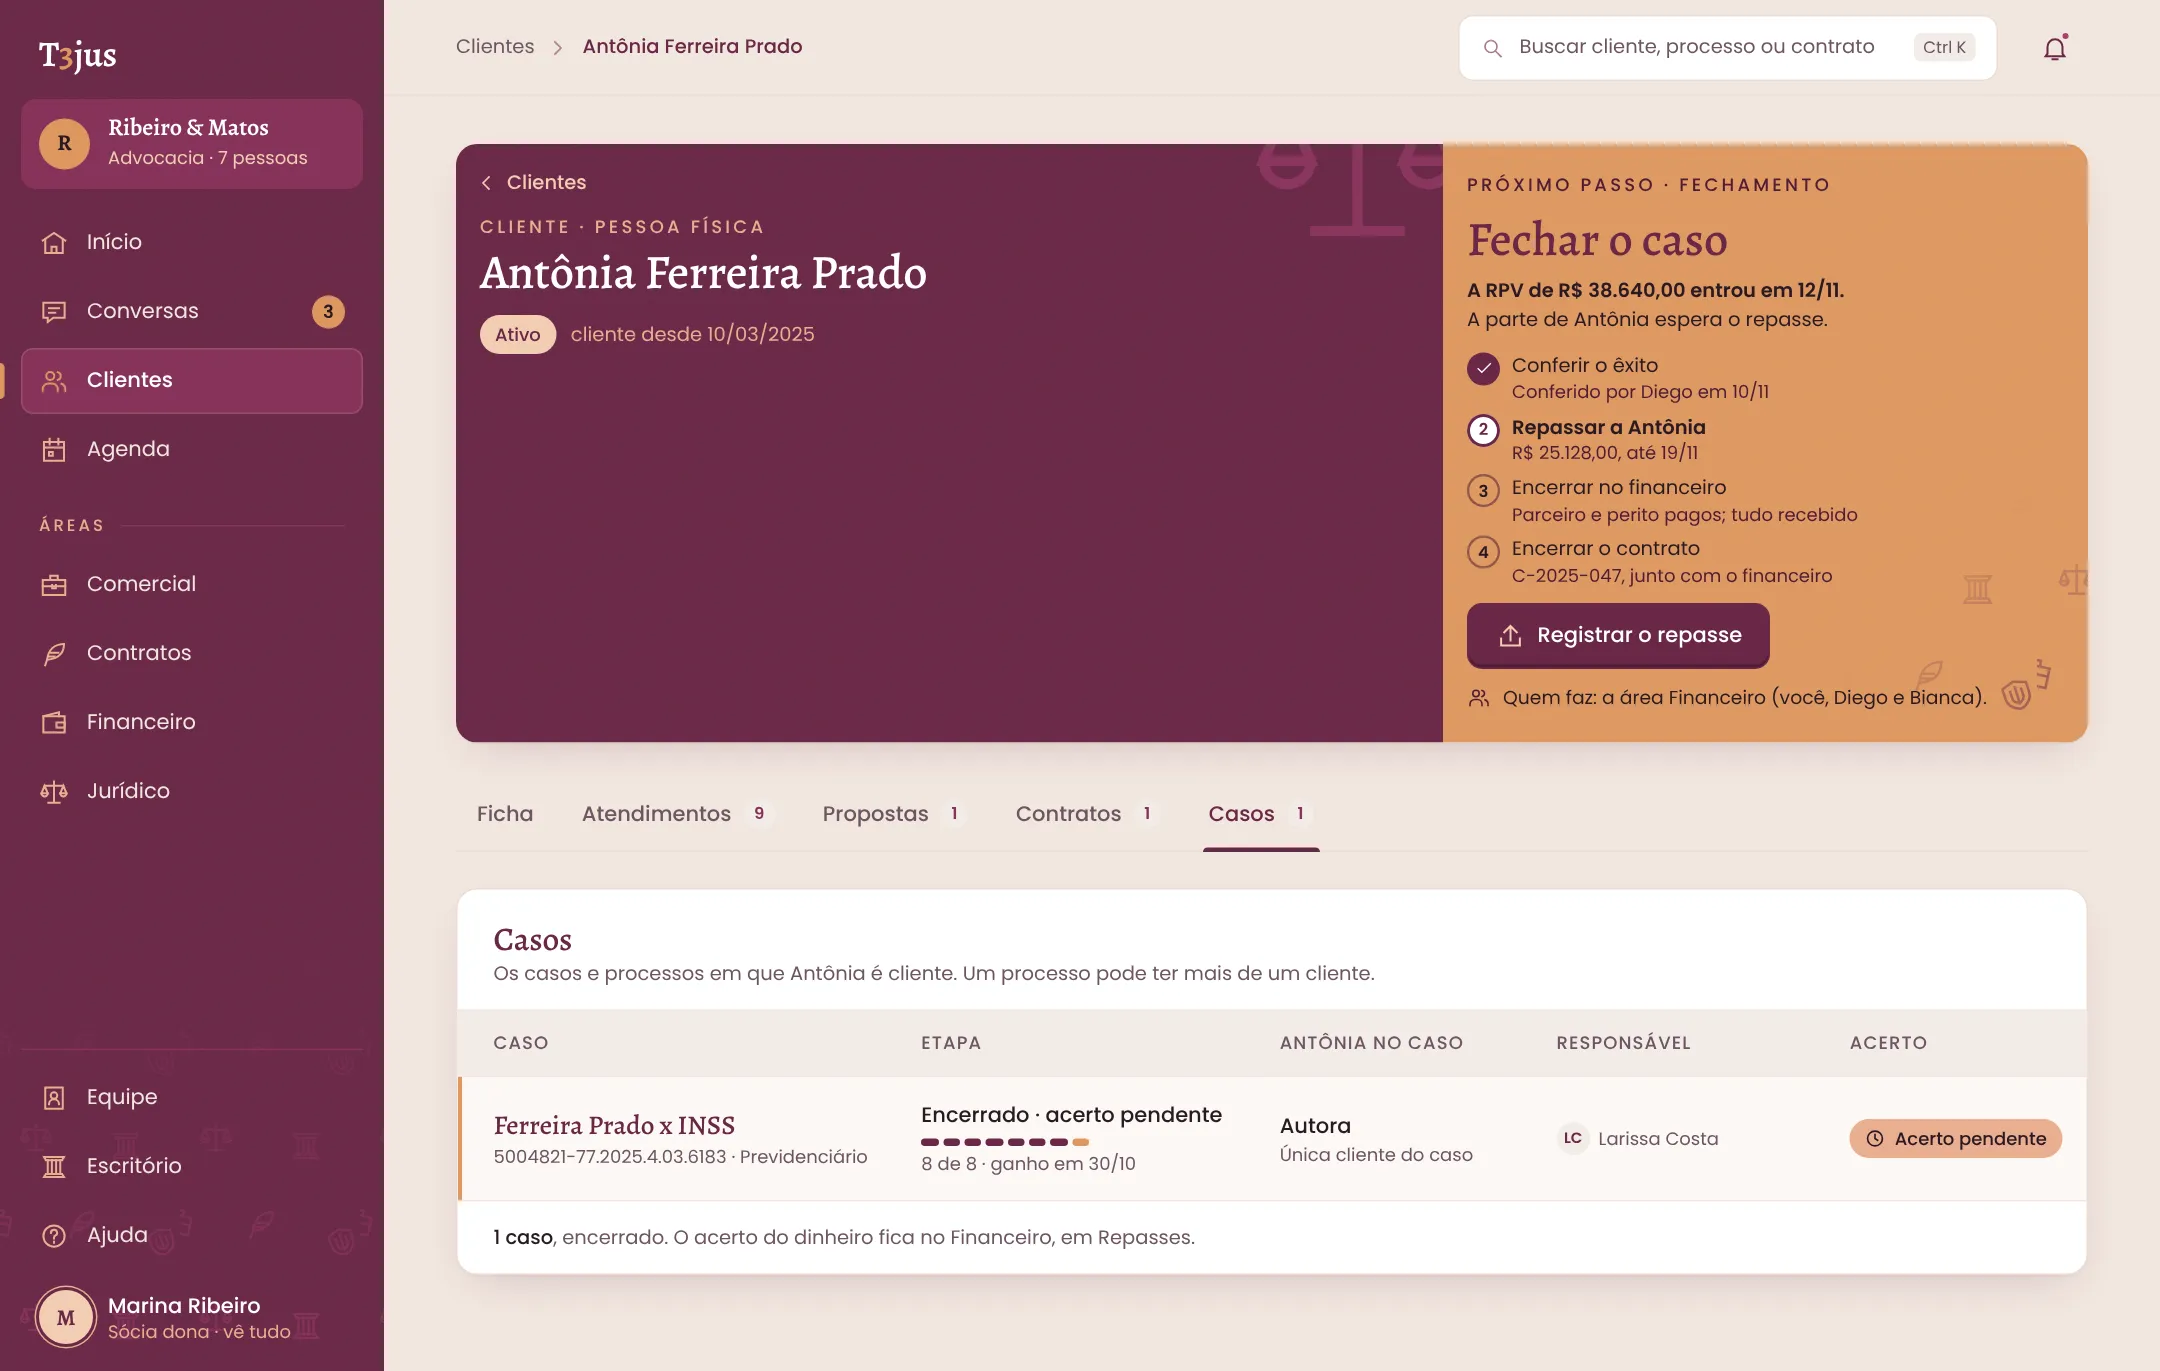 T3jus
R
Ribeiro & Matos
Advocacia · 7 pessoas
Início
Conversas 3
Clientes
Agenda
ÁREAS
Comercial
Contratos
Financeiro
Jurídico
Equipe
Escritório
Ajuda
M
Marina Ribeiro
Sócia dona · vê tudo
Clientes > Antônia Ferreira Prado
Buscar cliente, processo ou contrato Ctrl K
Clientes
CLIENTE · PESSOA FÍSICA
Antônia Ferreira Prado
Ativo cliente desde 10/03/2025
PRÓXIMO PASSO · FECHAMENTO
Fechar o caso
A RPV de R$ 38.640,00 entrou em 12/11.
A parte de Antônia espera o repasse.
Conferir o êxito
Conferido por Diego em 10/11
2 Repassar a Antônia
R$ 25.128,00, até 19/11
3 Encerrar no financeiro
Parceiro e perito pagos; tudo recebido
4 Encerrar o contrato
C-2025-047, junto com o financeiro
Registrar o repasse
Quem faz: a área Financeiro (você, Diego e Bianca).
Ficha Atendimentos 9 Propostas 1 Contratos 1 Casos 1
Casos
Os casos e processos em que Antônia é cliente. Um processo pode ter mais de um cliente.
CASO ETAPA ANTÔNIA NO CASO RESPONSÁVEL ACERTO
Ferreira Prado x INSS
5004821-77.2025.4.03.6183 · Previdenciário
Encerrado · acerto pendente
8 de 8 · ganho em 30/10
Autora
Única cliente do caso
LC Larissa Costa
Acerto pendente
1 caso, encerrado. O acerto do dinheiro fica no Financeiro, em Repasses.